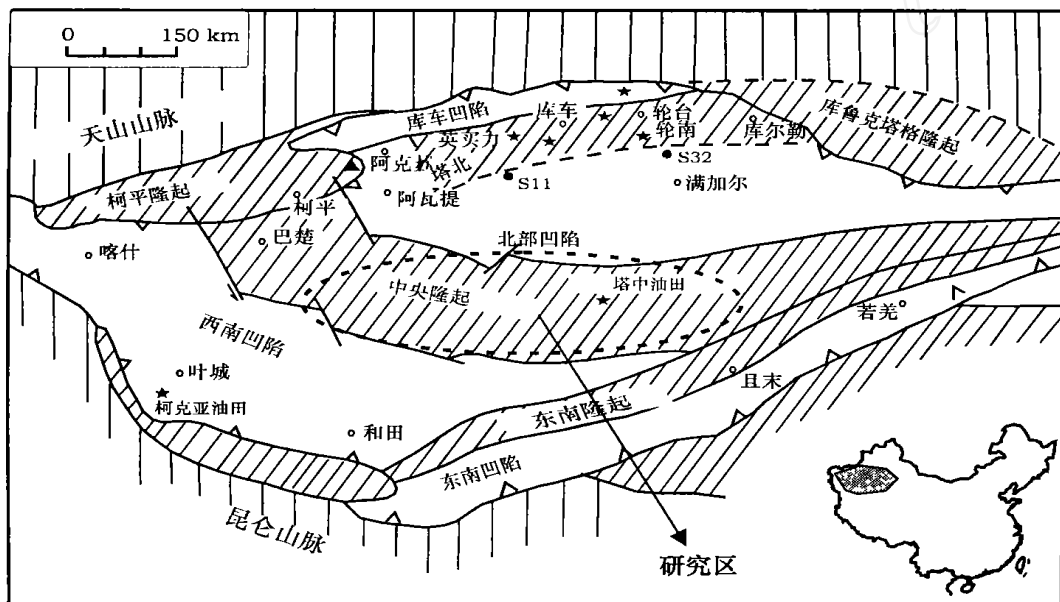 0 150 km
天山山脉
库车凹陷
库车
轮台
轮南
库尔勒
库鲁克塔格隆起
英买力
阿克苏
塔北
S32
S11
满加尔
阿瓦提
柯平隆起
柯平
巴楚
喀什
北部凹陷
中央隆起
塔中油田
若羌
西南凹陷
叶城
柯克亚油田
且末
东南隆起
和田
东南凹陷
昆仑山脉
研究区